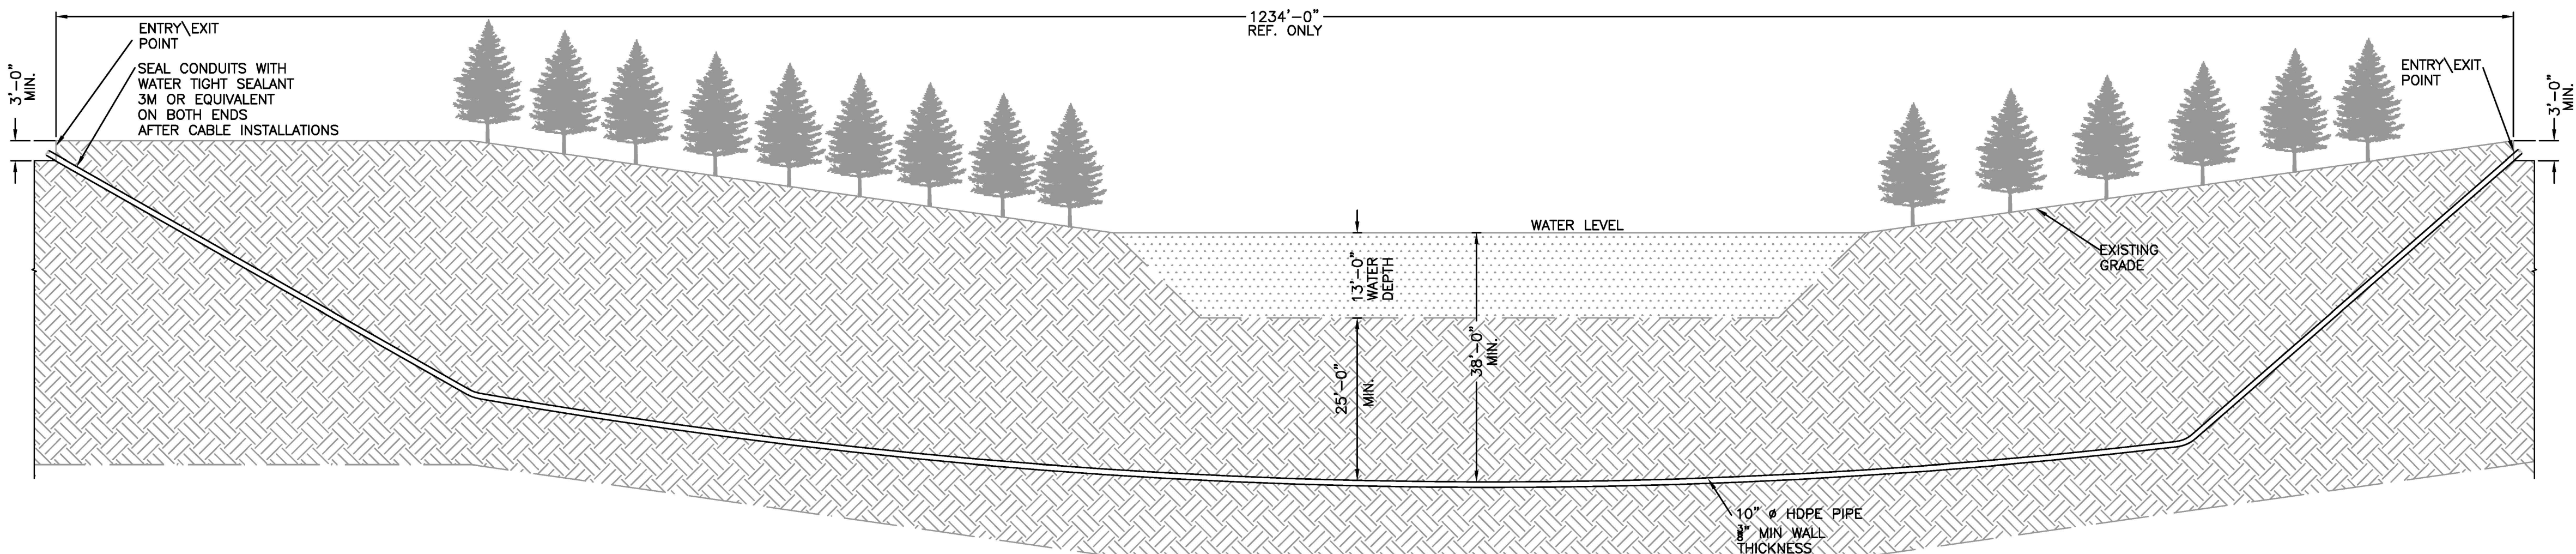 1234'-0"
REF. ONLY
ENTRY\EXIT
POINT
SEAL CONDUITS WITH
WATER TIGHT SEALANT
3M OR EQUIVALENT
ON BOTH ENDS
AFTER CABLE INSTALLATIONS
3'-0"
MIN.
ENTRY\EXIT
POINT
3'-0"
MIN.
WATER LEVEL
EXISTING
GRADE
13'-0"
WATER
DEPTH
38'-0"
MIN.
25'-0"
MIN.
10" ø HDPE PIPE
3/8" MIN WALL
THICKNESS